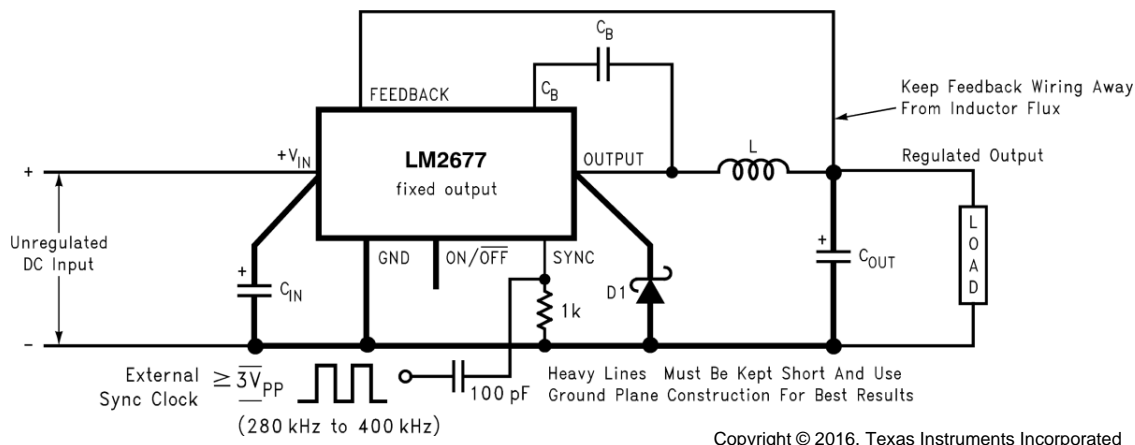 C_B
FEEDBACK
C_B
Keep Feedback Wiring Away
From Inductor Flux
+V_IN
LM2677
OUTPUT
L
Regulated Output
+
fixed output
Unregulated
DC Input
GND
ON/O̅F̅F̅
SYNC
+
C_IN
1k
D1
+
C_OUT
LOAD
-
External
Sync Clock
≥ 3V_PP
(280 kHz to 400 kHz)
100 pF
Heavy Lines Must Be Kept Short And Use
Ground Plane Construction For Best Results
Copyright © 2016, Texas Instruments Incorporated